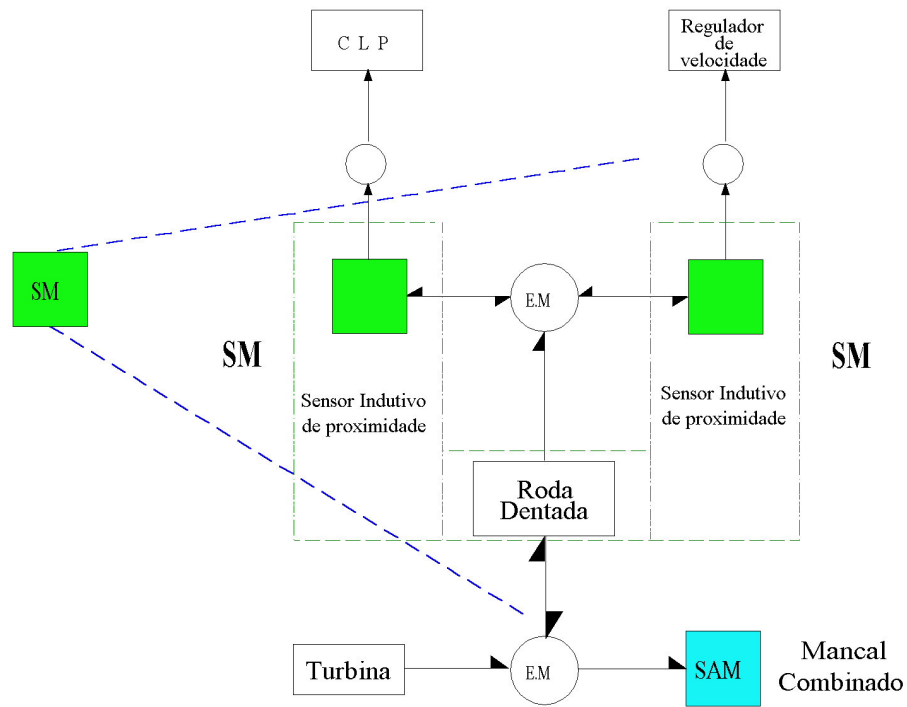 C L P
Regulador
de
velocidade
SM
E.M
SM
SM
Sensor Indutivo
de proximidade
Sensor Indutivo
de proximidade
Roda
Dentada
Turbina
E.M
SAM
Mancal
Combinado